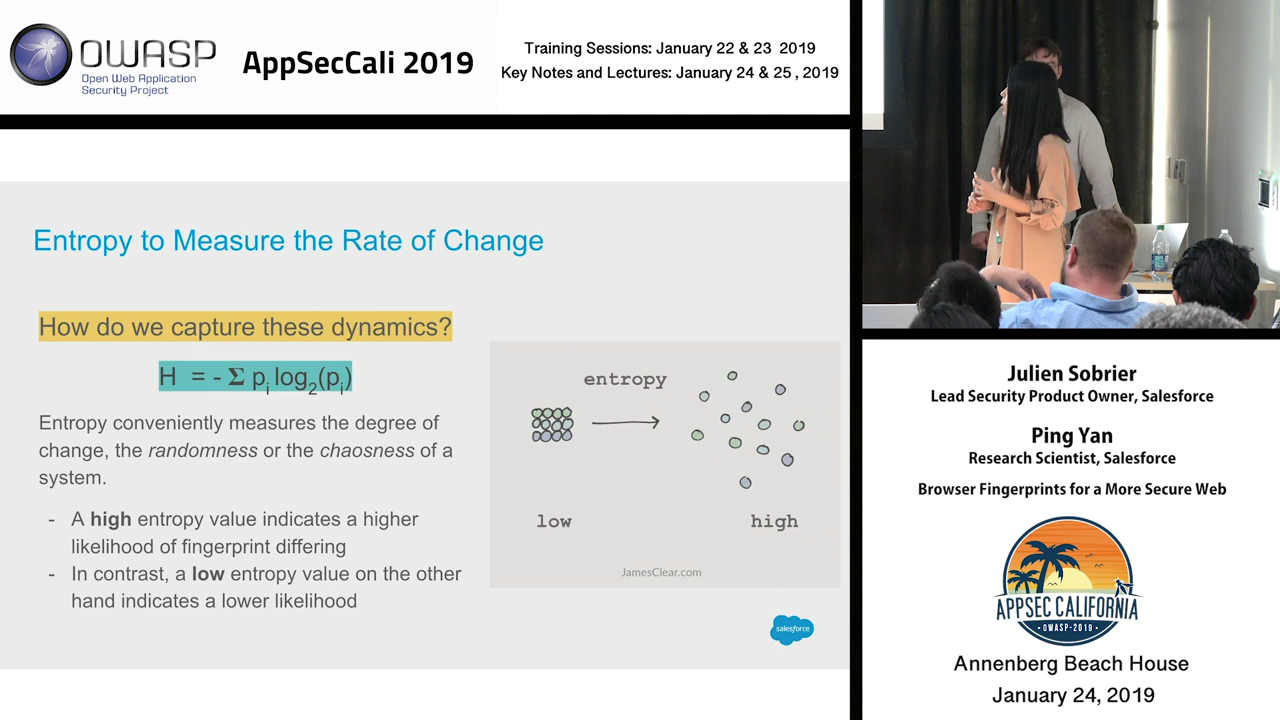 OWASP
Open Web Application
Security Project
AppSecCali 2019
Training Sessions: January 22 & 23 2019
Key Notes and Lectures: January 24 & 25 , 2019
Entropy to Measure the Rate of Change
How do we capture these dynamics?
H = - Σ pi log2(pi)
Entropy conveniently measures the degree of
change, the randomness or the chaosness of a
system.
- A high entropy value indicates a higher
likelihood of fingerprint differing
- In contrast, a low entropy value on the other
hand indicates a lower likelihood
entropy
low
high
JamesClear.com
salesforce
Julien Sobrier
Lead Security Product Owner, Salesforce
Ping Yan
Research Scientist, Salesforce
Browser Fingerprints for a More Secure Web
APPSEC CALIFORNIA
• OWASP-2019 •
Annenberg Beach House
January 24, 2019